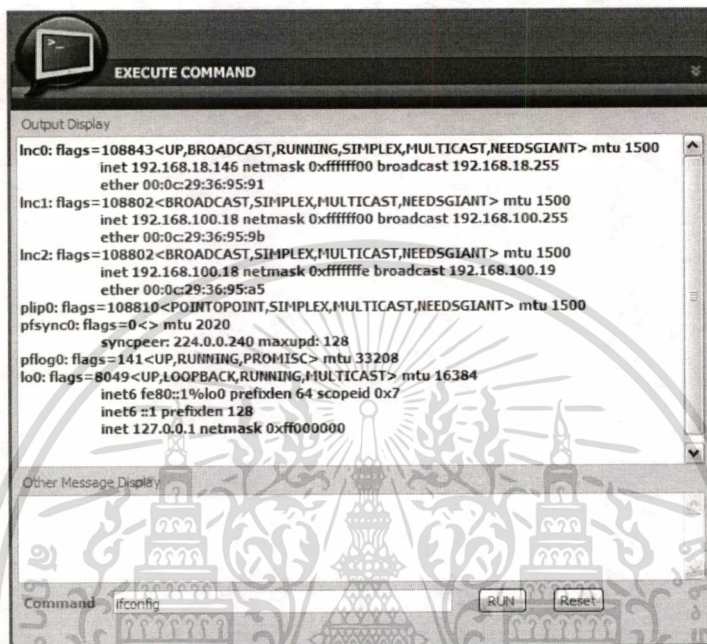 >_
EXECUTE COMMAND
Output Display
lnc0: flags=108843<UP,BROADCAST,RUNNING,SIMPLEX,MULTICAST,NEEDSGIANT> mtu 1500
inet 192.168.18.146 netmask 0xffffff00 broadcast 192.168.18.255
ether 00:0c:29:36:95:91
lnc1: flags=108802<BROADCAST,SIMPLEX,MULTICAST,NEEDSGIANT> mtu 1500
inet 192.168.100.18 netmask 0xffffff00 broadcast 192.168.100.255
ether 00:0c:29:36:95:9b
lnc2: flags=108802<BROADCAST,SIMPLEX,MULTICAST,NEEDSGIANT> mtu 1500
inet 192.168.100.18 netmask 0xfffffffe broadcast 192.168.100.19
ether 00:0c:29:36:95:a5
plip0: flags=108810<POINTOPOINT,SIMPLEX,MULTICAST,NEEDSGIANT> mtu 1500
pfsync0: flags=0<> mtu 2020
syncpeer: 224.0.0.240 maxupd: 128
pflog0: flags=141<UP,RUNNING,PROMISC> mtu 33208
lo0: flags=8049<UP,LOOPBACK,RUNNING,MULTICAST> mtu 16384
inet6 fe80::1%lo0 prefixlen 64 scopeid 0x7
inet6 ::1 prefixlen 128
inet 127.0.0.1 netmask 0xff000000
Other Message Display
Command ifconfig RUN Reset